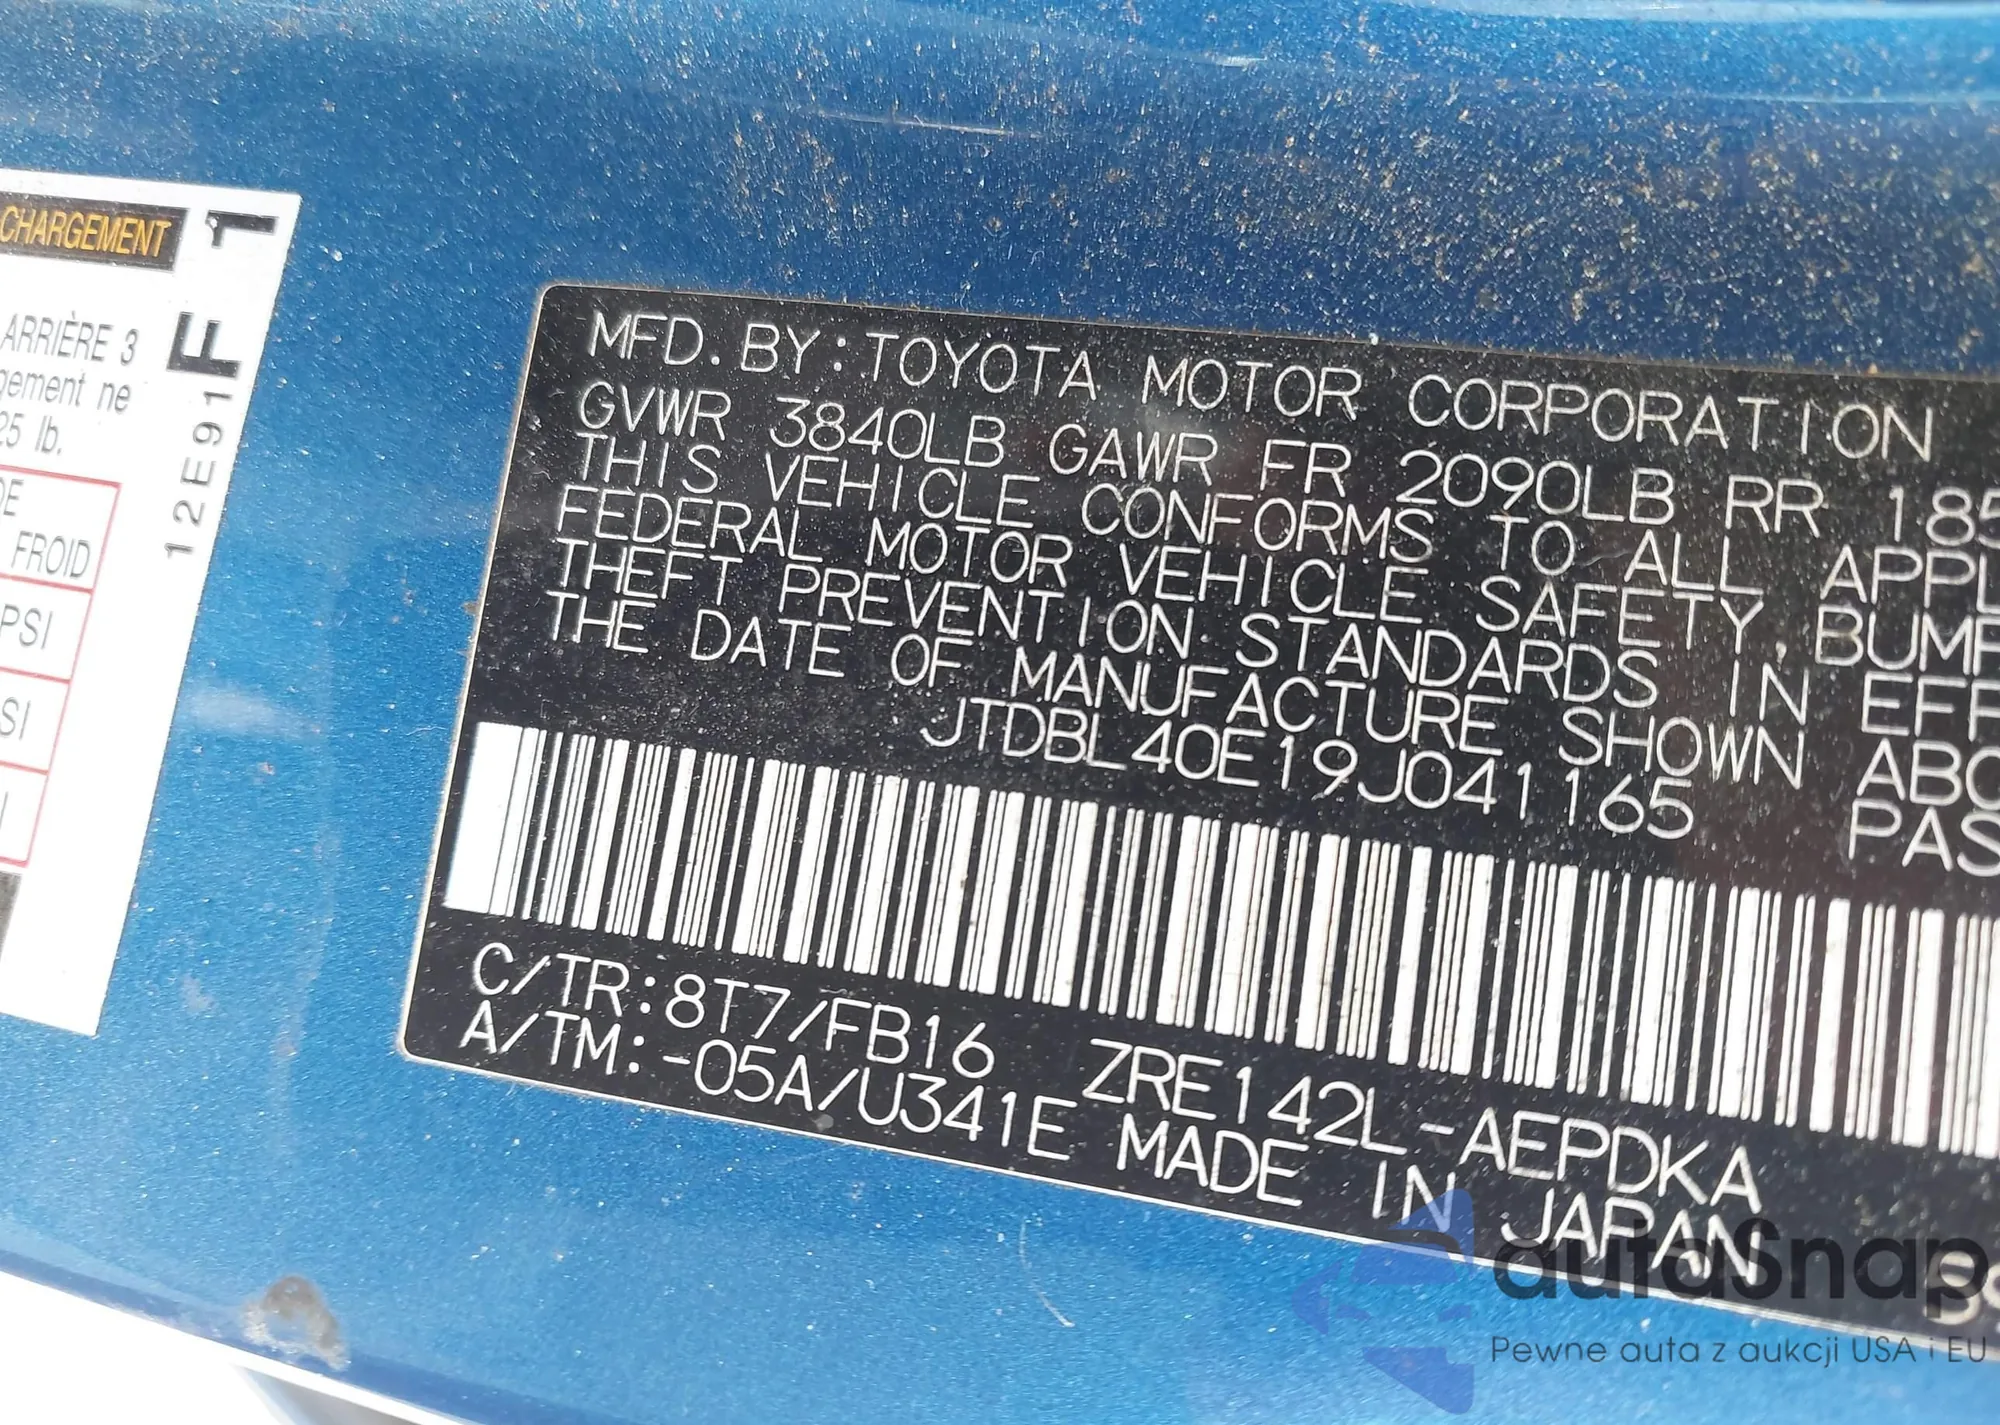 CHARGEMENT
ARRIÈRE 3
gement ne
25 lb.
DE
FROID
PSI
SI
I
F 1
12E91
MFD. BY: TOYOTA MOTOR CORPORATION
GVWR 3840LB GAWR FR 2090LB RR 185
THIS VEHICLE CONFORMS TO ALL APPL
FEDERAL MOTOR VEHICLE SAFETY, BUMP
THEFT PREVENTION STANDARDS IN EFF
THE DATE OF MANUFACTURE SHOWN ABO
JTDBL40E19J041165 PAS
C/TR:8T7/FB16 ZRE142L-AEPDKA
A/TM:-05A/U341E MADE IN JAPAN
autaSnap
Pewne auta z aukcji USA i EU